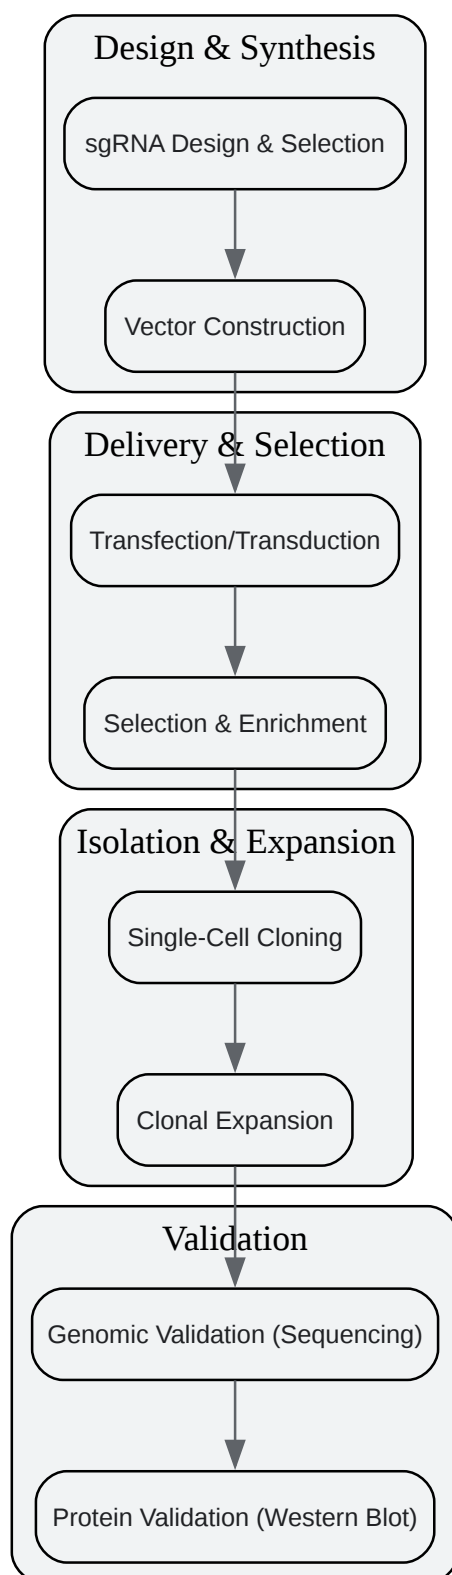 Design & Synthesis
sgRNA Design & Selection
Vector Construction
Delivery & Selection
Transfection/Transduction
Selection & Enrichment
Isolation & Expansion
Single-Cell Cloning
Clonal Expansion
Validation
Genomic Validation (Sequencing)
Protein Validation (Western Blot)